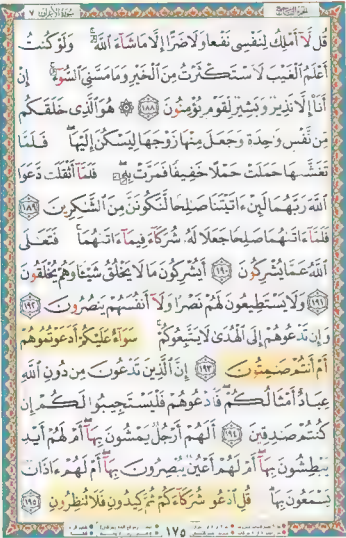 سورة الأعراف ٧
قُل لَّآ أَمْلِكُ لِنَفْسِى نَفْعًا وَلَا ضَرًّا إِلَّا مَا شَآءَ ٱللَّهُ ۚ وَلَوْ كُنتُ
أَعْلَمُ ٱلْغَيْبَ لَٱسْتَكْثَرْتُ مِنَ ٱلْخَيْرِ وَمَا مَسَّنِىَ ٱلسُّوٓءُ ۚ إِنْ
أَنَا۠ إِلَّا نَذِيرٌ وَبَشِيرٌ لِّقَوْمٍ يُؤْمِنُونَ ١٨٨ ۞ هُوَ ٱلَّذِى خَلَقَكُم
مِّن نَّفْسٍ وَٰحِدَةٍ وَجَعَلَ مِنْهَا زَوْجَهَا لِيَسْكُنَ إِلَيْهَا ۖ فَلَمَّا
تَغَشَّىٰهَا حَمَلَتْ حَمْلًا خَفِيفًا فَمَرَّتْ بِهِۦ ۖ فَلَمَّآ أَثْقَلَت دَّعَوَا
ٱللَّهَ رَبَّهُمَا لَئِنْ ءَاتَيْتَنَا صَٰلِحًا لَّنَكُونَنَّ مِنَ ٱلشَّٰكِرِينَ ١٨٩
فَلَمَّآ ءَاتَىٰهُمَا صَٰلِحًا جَعَلَا لَهُۥ شُرَكَآءَ فِيمَآ ءَاتَىٰهُمَا ۚ فَتَعَٰلَى
ٱللَّهُ عَمَّا يُشْرِكُونَ ١٩٠ أَيُشْرِكُونَ مَا لَا يَخْلُقُ شَيْـًٔا وَهُمْ يُخْلَقُونَ
١٩١ وَلَا يَسْتَطِيعُونَ لَهُمْ نَصْرًا وَلَآ أَنفُسَهُمْ يَنصُرُونَ ١٩٢
وَإِن تَدْعُوهُمْ إِلَى ٱلْهُدَىٰ لَا يَتَّبِعُوكُمْ ۚ سَوَآءٌ عَلَيْكُمْ أَدَعَوْتُمُوهُمْ
أَمْ أَنتُمْ صَٰمِتُونَ ١٩٣ إِنَّ ٱلَّذِينَ تَدْعُونَ مِن دُونِ ٱللَّهِ
عِبَادٌ أَمْثَالُكُمْ ۖ فَٱدْعُوهُمْ فَلْيَسْتَجِيبُوا۟ لَكُمْ إِن
كُنتُمْ صَٰدِقِينَ ١٩٤ أَلَهُمْ أَرْجُلٌ يَمْشُونَ بِهَآ ۖ أَمْ لَهُمْ أَيْدٍ
يَبْطِشُونَ بِهَآ ۖ أَمْ لَهُمْ أَعْيُنٌ يُبْصِرُونَ بِهَآ ۖ أَمْ لَهُمْ ءَاذَانٌ
يَسْمَعُونَ بِهَا ۗ قُلِ ٱدْعُوا۟ شُرَكَآءَكُمْ ثُمَّ كِيدُونِ فَلَا تُنظِرُونِ ١٩٥
١٧٥